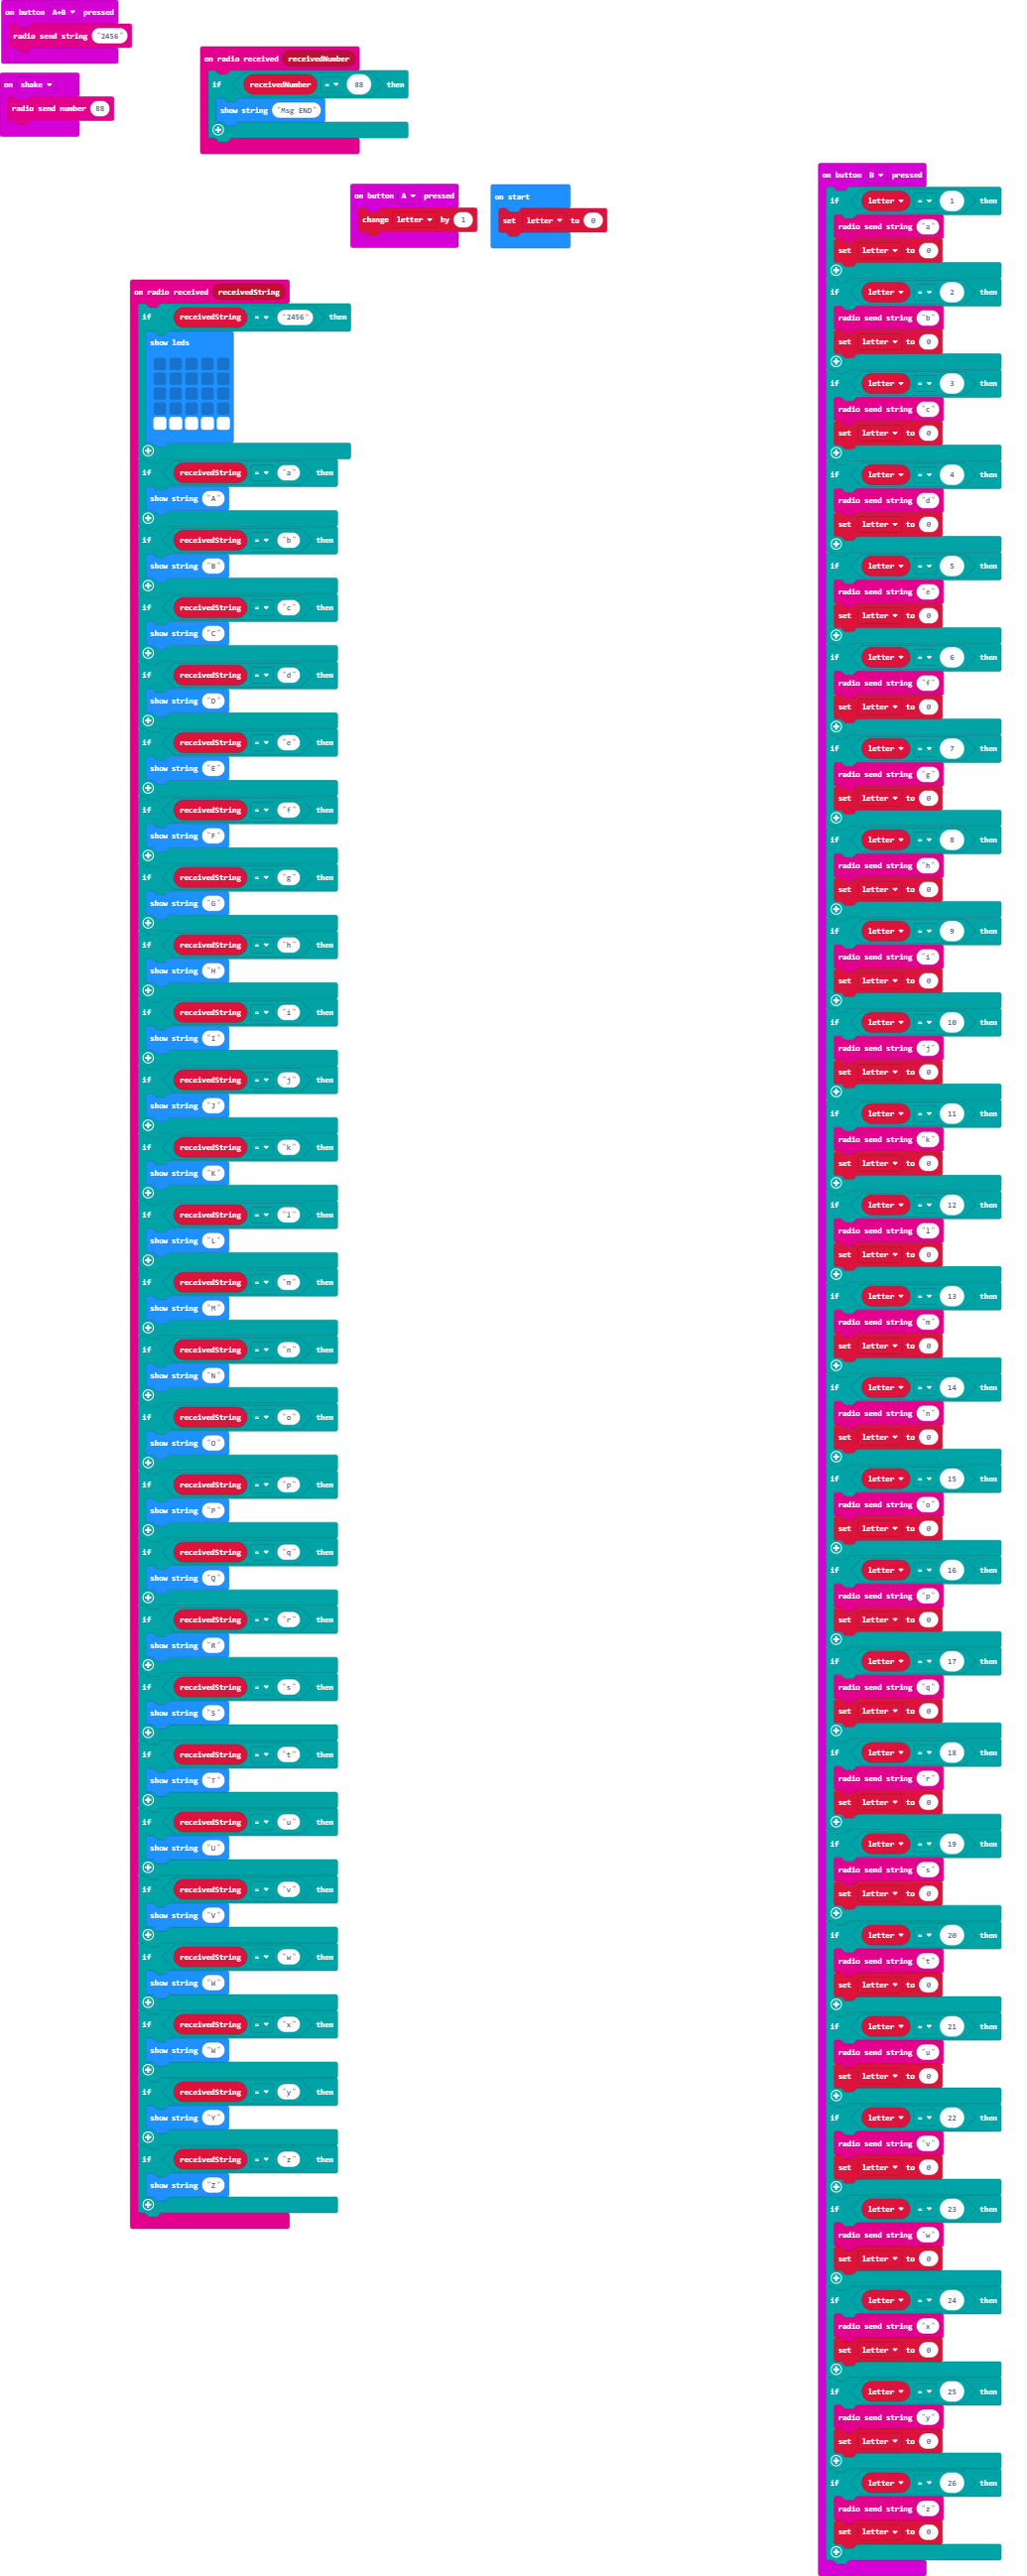 on button A+B pressed
radio send string "2456"
on shake
radio send number 88
on radio received receivedNumber
if receivedNumber = 88 then
show string "Msg END"
on button A pressed
change letter by 1
on start
set letter to 0
on radio received receivedString
if receivedString = "2456" then
show leds
if receivedString = "a" then
show string "A"
if receivedString = "b" then
show string "B"
if receivedString = "c" then
show string "C"
if receivedString = "d" then
show string "D"
if receivedString = "e" then
show string "E"
if receivedString = "f" then
show string "F"
if receivedString = "g" then
show string "G"
if receivedString = "h" then
show string "H"
if receivedString = "i" then
show string "I"
if receivedString = "j" then
show string "J"
if receivedString = "k" then
show string "K"
if receivedString = "l" then
show string "L"
if receivedString = "m" then
show string "M"
if receivedString = "n" then
show string "N"
if receivedString = "o" then
show string "O"
if receivedString = "p" then
show string "P"
if receivedString = "q" then
show string "Q"
if receivedString = "r" then
show string "R"
if receivedString = "s" then
show string "S"
if receivedString = "t" then
show string "T"
if receivedString = "u" then
show string "U"
if receivedString = "v" then
show string "V"
if receivedString = "w" then
show string "W"
if receivedString = "x" then
show string "W"
if receivedString = "y" then
show string "Y"
if receivedString = "z" then
show string "Z"
on button B pressed
if letter = 1 then
radio send string "a"
set letter to 0
if letter = 2 then
radio send string "b"
set letter to 0
if letter = 3 then
radio send string "c"
set letter to 0
if letter = 4 then
radio send string "d"
set letter to 0
if letter = 5 then
radio send string "e"
set letter to 0
if letter = 6 then
radio send string "f"
set letter to 0
if letter = 7 then
radio send string "g"
set letter to 0
if letter = 8 then
radio send string "h"
set letter to 0
if letter = 9 then
radio send string "i"
set letter to 0
if letter = 10 then
radio send string "j"
set letter to 0
if letter = 11 then
radio send string "k"
set letter to 0
if letter = 12 then
radio send string "l"
set letter to 0
if letter = 13 then
radio send string "m"
set letter to 0
if letter = 14 then
radio send string "n"
set letter to 0
if letter = 15 then
radio send string "o"
set letter to 0
if letter = 16 then
radio send string "p"
set letter to 0
if letter = 17 then
radio send string "q"
set letter to 0
if letter = 18 then
radio send string "r"
set letter to 0
if letter = 19 then
radio send string "s"
set letter to 0
if letter = 20 then
radio send string "t"
set letter to 0
if letter = 21 then
radio send string "u"
set letter to 0
if letter = 22 then
radio send string "v"
set letter to 0
if letter = 23 then
radio send string "w"
set letter to 0
if letter = 24 then
radio send string "x"
set letter to 0
if letter = 25 then
radio send string "y"
set letter to 0
if letter = 26 then
radio send string "z"
set letter to 0